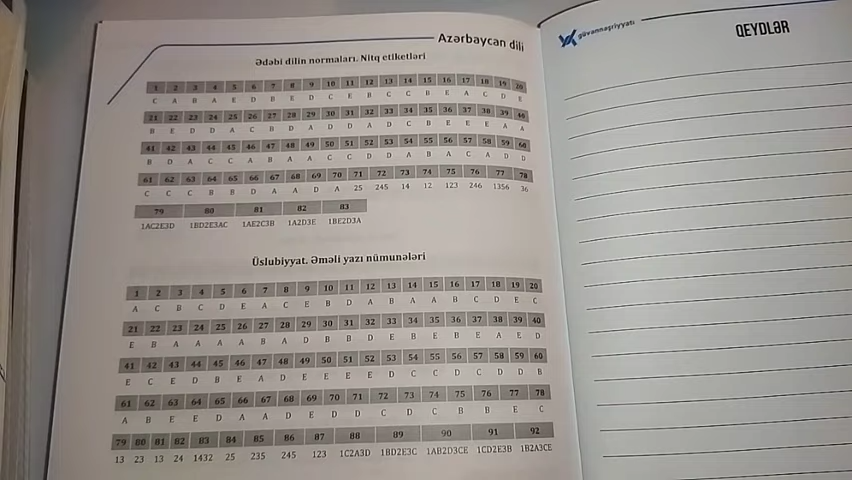 Azərbaycan dili
Ədəbi dilin normaları. Nitq etiketləri
1 2 3 4 5 6 7 8 9 10 11 12 13 14 15 16 17 18 19 20
C A B A E D B E D C E B C C B E A C D E
21 22 23 24 25 26 27 28 29 30 31 32 33 34 35 36 37 38 39 40
B E D D A C B D A D D A D C B E E E A A
41 42 43 44 45 46 47 48 49 50 51 52 53 54 55 56 57 58 59 60
B D A C C A B A A C C D D A B A C A D D
61 62 63 64 65 66 67 68 69 70 71 72 73 74 75 76 77 78
C C C B B D A A D A 25 245 14 12 123 246 1356 36
79 80 81 82 83
1AC2E3D 1BD2E3AC 1AE2C3B 1A2D3E 1BE2D3A
Üslubiyyat. Əməli yazı nümunələri
1 2 3 4 5 6 7 8 9 10 11 12 13 14 15 16 17 18 19 20
A C B C D E A C E B D A B A A B C D E C
21 22 23 24 25 26 27 28 29 30 31 32 33 34 35 36 37 38 39 40
E B A A A A B A D B B D E B E B E A E D
41 42 43 44 45 46 47 48 49 50 51 52 53 54 55 56 57 58 59 60
E C E D B E A D E E E E D C C D C D D B
61 62 63 64 65 66 67 68 69 70 71 72 73 74 75 76 77 78
A B E E D A A D E D D C D C B B E C
79 80 81 82 83 84 85 86 87 88 89 90 91 92
13 23 13 24 1432 25 235 245 123 1C2A3D 1BD2E3C 1AB2D3CE 1CD2E3B 1B2A3CE
güvənnəşriyyatı
QEYDLƏR